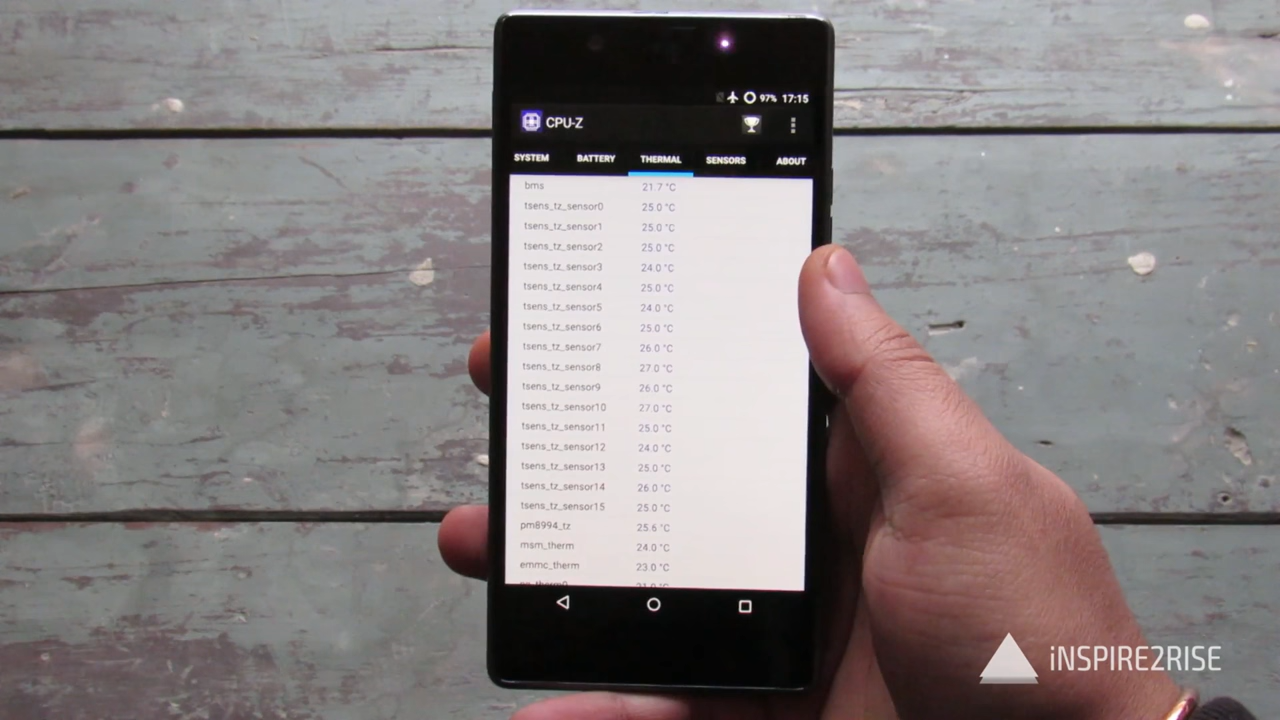 97% 17:15
CPU-Z
SYSTEM BATTERY THERMAL SENSORS ABOUT
bms 21.7 °C
tsens_tz_sensor0 25.0 °C
tsens_tz_sensor1 25.0 °C
tsens_tz_sensor2 25.0 °C
tsens_tz_sensor3 24.0 °C
tsens_tz_sensor4 25.0 °C
tsens_tz_sensor5 24.0 °C
tsens_tz_sensor6 25.0 °C
tsens_tz_sensor7 26.0 °C
tsens_tz_sensor8 27.0 °C
tsens_tz_sensor9 26.0 °C
tsens_tz_sensor10 27.0 °C
tsens_tz_sensor11 25.0 °C
tsens_tz_sensor12 24.0 °C
tsens_tz_sensor13 25.0 °C
tsens_tz_sensor14 26.0 °C
tsens_tz_sensor15 25.0 °C
pm8994_tz 25.6 °C
msm_therm 24.0 °C
emmc_therm 23.0 °C
iNSPIRE2RISE